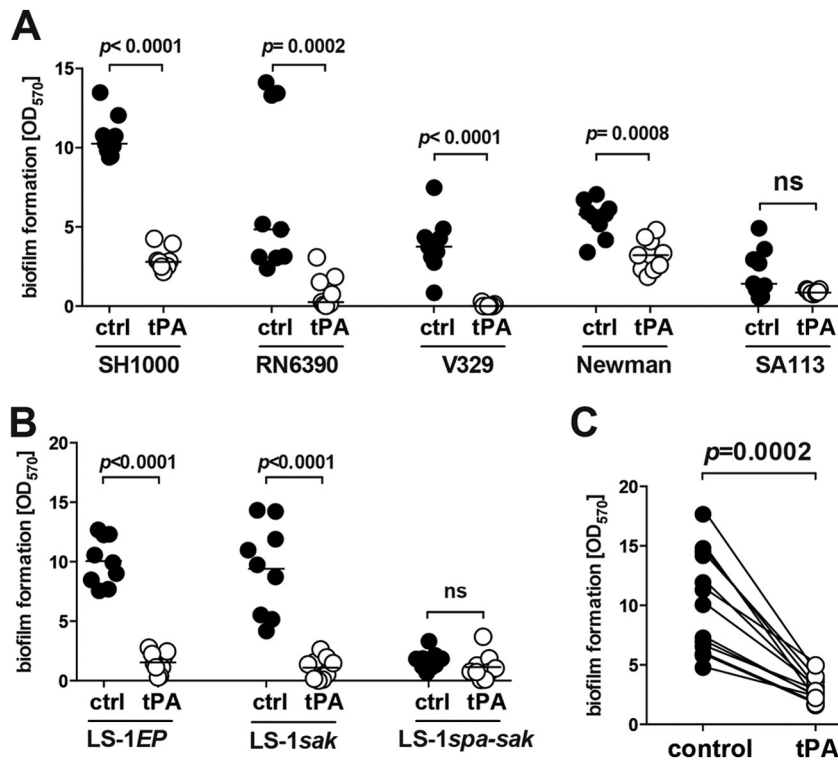 A
p< 0.0001
p= 0.0002
p< 0.0001
p= 0.0008
ns
biofilm formation [OD570]
15
10
5
0
ctrl tPA ctrl tPA ctrl tPA ctrl tPA ctrl tPA
SH1000 RN6390 V329 Newman SA113
B
p<0.0001
p<0.0001
ns
biofilm formation [OD570]
20
15
10
5
0
ctrl tPA ctrl tPA ctrl tPA
LS-1EP LS-1sak LS-1spa-sak
C
p=0.0002
biofilm formation [OD570]
20
15
10
5
0
control tPA